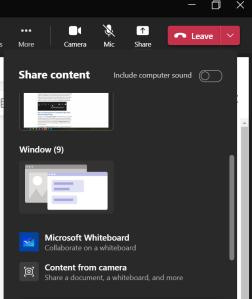 More
Camera
Mic
Share
Leave
Share content
Include computer sound
Window (9)
Microsoft Whiteboard
Collaborate on a whiteboard
Content from camera
Share a document, a whiteboard, and more